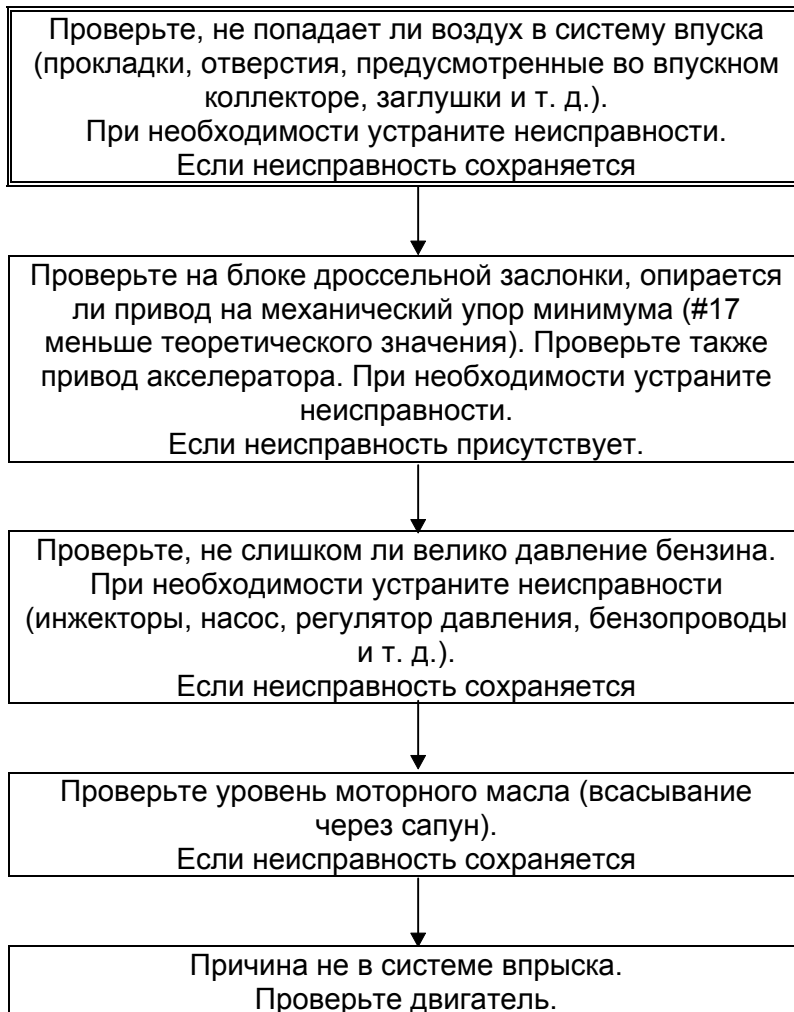 Проверьте, не попадает ли воздух в систему впуска
(прокладки, отверстия, предусмотренные во впускном
коллекторе, заглушки и т. д.).
При необходимости устраните неисправности.
Если неисправность сохраняется
Проверьте на блоке дроссельной заслонки, опирается
ли привод на механический упор минимума (#17
меньше теоретического значения). Проверьте также
привод акселератора. При необходимости устраните
неисправности.
Если неисправность присутствует.
Проверьте, не слишком ли велико давление бензина.
При необходимости устраните неисправности
(инжекторы, насос, регулятор давления, бензопроводы
и т. д.).
Если неисправность сохраняется
Проверьте уровень моторного масла (всасывание
через сапун).
Если неисправность сохраняется
Причина не в системе впрыска.
Проверьте двигатель.